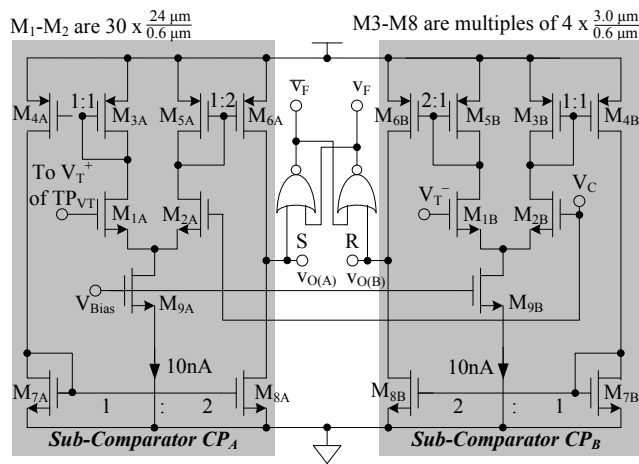 M₁-M₂ are 30 x 24 μm / 0.6 μm
M3-M8 are multiples of 4 x 3.0 μm / 0.6 μm
M4A 1:1 M3A M5A 1:2 M6A
v̅F vF
M6B 2:1 M5B M3B 1:1 M4B
To VT⁺
of TPVT
M1A M2A
VT⁻ M1B M2B VC
S R
vO(A) vO(B)
VBias M9A M9B
10nA 10nA
M7A 1 : 2 M8A
M8B 2 : 1 M7B
Sub-Comparator CPA
Sub-Comparator CPB